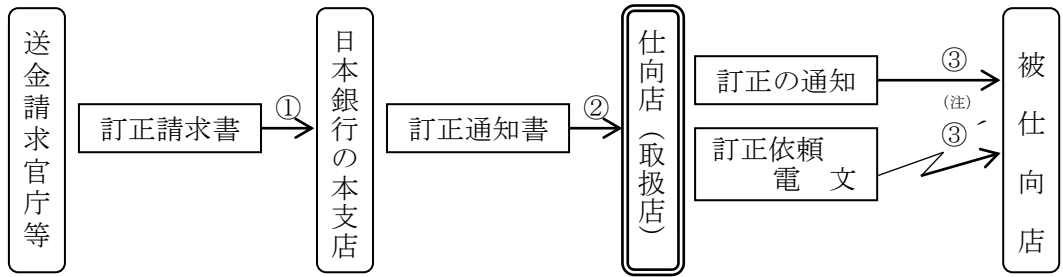 送金請求官庁等
訂正請求書
①
日本銀行の本支店
訂正通知書
②
仕向店（取扱店）
訂正の通知
③
（注）
訂正依頼
電　文
③´
被仕向店